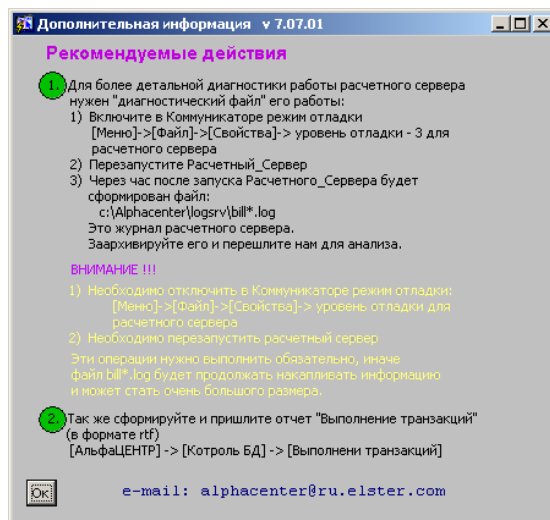 Дополнительная информация v 7.07.01
Рекомендуемые действия
1. Для более детальной диагностики работы расчетного сервера
нужен "диагностический файл" его работы:
1) Включите в Коммуникаторе режим отладки
[Меню]->[Файл]->[Свойства]-> уровень отладки - 3 для
расчетного сервера
2) Перезапустите Расчетный_Сервер
3) Через час после запуска Расчетного_Сервера будет
сформирован файл:
c:\Alphacenter\logsrv\bill*.log
Это журнал расчетного сервера.
Заархивируйте его и перешлите нам для анализа.
ВНИМАНИЕ !!!
1) Необходимо отключить в Коммуникаторе режим отладки:
[Меню]->[Файл]->[Свойства]-> уровень отладки для
расчетного сервера
2) Необходимо перезапустить расчетный сервер
Эти операции нужно выполнить обязательно, иначе
файл bill*.log будет продолжать накапливать информацию
и может стать очень большого размера.
2. Так же сформируйте и пришлите отчет "Выполнение транзакций"
(в формате rtf)
[АльфаЦЕНТР] -> [Котроль БД] -> [Выполнени транзакций]
Ок
e-mail: alphacenter@ru.elster.com